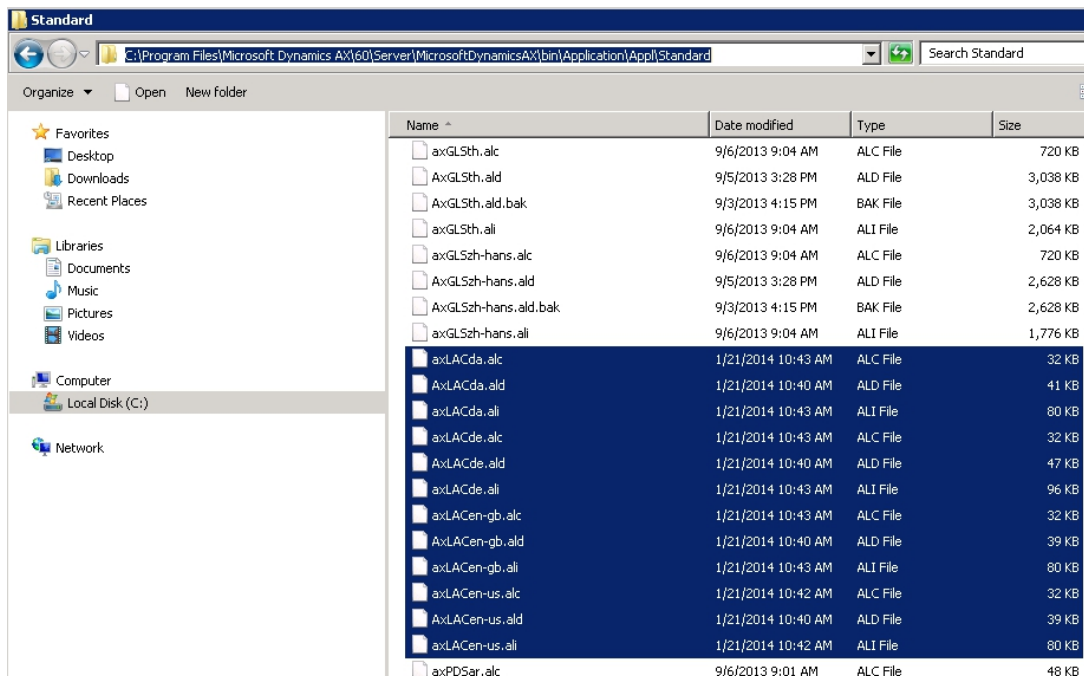 Standard
C:\Program Files\Microsoft Dynamics AX\60\Server\MicrosoftDynamicsAX\bin\Application\Appl\Standard
Search Standard
Organize
Open
New folder
Favorites
Desktop
Downloads
Recent Places
Libraries
Documents
Music
Pictures
Videos
Computer
Local Disk (C:)
Network
Name Date modified Type Size
axGLSth.alc 9/6/2013 9:04 AM ALC File 720 KB
AxGLSth.ald 9/5/2013 3:28 PM ALD File 3,038 KB
AxGLSth.ald.bak 9/3/2013 4:15 PM BAK File 3,038 KB
axGLSth.ali 9/6/2013 9:04 AM ALI File 2,064 KB
axGLSzh-hans.alc 9/6/2013 9:04 AM ALC File 720 KB
AxGLSzh-hans.ald 9/5/2013 3:28 PM ALD File 2,628 KB
AxGLSzh-hans.ald.bak 9/3/2013 4:15 PM BAK File 2,628 KB
axGLSzh-hans.ali 9/6/2013 9:04 AM ALI File 1,776 KB
axLACda.alc 1/21/2014 10:43 AM ALC File 32 KB
AxLACda.ald 1/21/2014 10:40 AM ALD File 41 KB
axLACda.ali 1/21/2014 10:43 AM ALI File 80 KB
axLACde.alc 1/21/2014 10:43 AM ALC File 32 KB
AxLACde.ald 1/21/2014 10:40 AM ALD File 47 KB
axLACde.ali 1/21/2014 10:43 AM ALI File 96 KB
axLACen-gb.alc 1/21/2014 10:43 AM ALC File 32 KB
AxLACen-gb.ald 1/21/2014 10:40 AM ALD File 39 KB
axLACen-gb.ali 1/21/2014 10:43 AM ALI File 80 KB
axLACen-us.alc 1/21/2014 10:42 AM ALC File 32 KB
AxLACen-us.ald 1/21/2014 10:40 AM ALD File 39 KB
axLACen-us.ali 1/21/2014 10:42 AM ALI File 80 KB
axPDSar.alc 9/6/2013 9:01 AM ALC File 48 KB